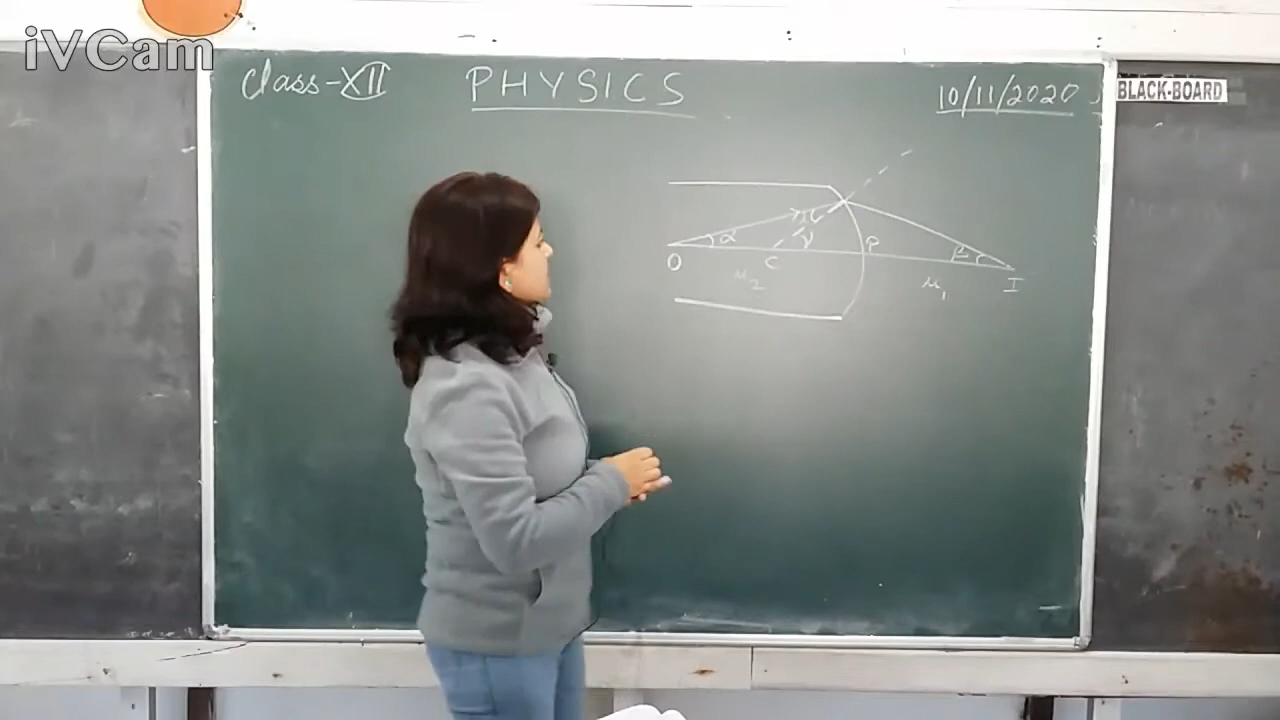 iVCam
Class-XII
PHYSICS
10/11/2020
BLACK-BOARD
i
α γ P β
O C I
μ2 μ1